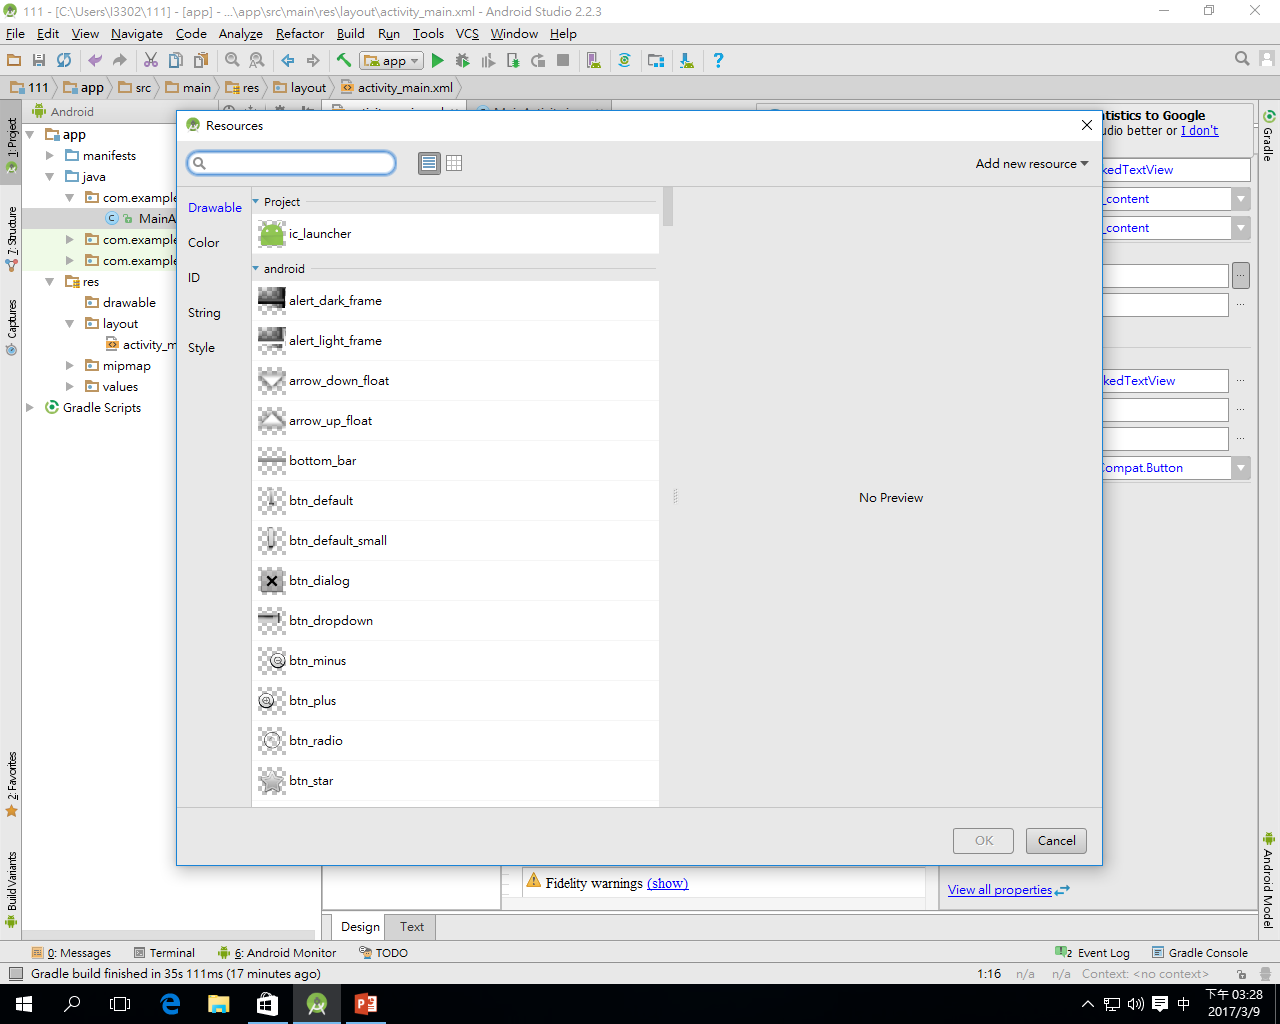 111 - [C:\Users\I3302\111] - [app] - ...\app\src\main\res\layout\activity_main.xml - Android Studio 2.2.3
File Edit View Navigate Code Analyze Refactor Build Run Tools VCS Window Help
app
111 app src main res layout activity_main.xml
Android
1: Project
7: Structure
Captures
2: Favorites
Build Variants
app
manifests
java
com.example
MainA
com.example
com.example
res
drawable
layout
activity_m
mipmap
values
Gradle Scripts
Resources
Add new resource
Drawable
Color
ID
String
Style
Project
ic_launcher
android
alert_dark_frame
alert_light_frame
arrow_down_float
arrow_up_float
bottom_bar
btn_default
btn_default_small
btn_dialog
btn_dropdown
btn_minus
btn_plus
btn_radio
btn_star
No Preview
OK Cancel
tistics to Google
udio better or I don't
kedTextView
_content
_content
kedTextView
Compat.Button
Gradle
Android Model
Fidelity warnings (show)
View all properties
Design Text
0: Messages Terminal 6: Android Monitor TODO
2 Event Log Gradle Console
Gradle build finished in 35s 111ms (17 minutes ago)
1:16 n/a n/a Context: <no context>
中
下午 03:28
2017/3/9